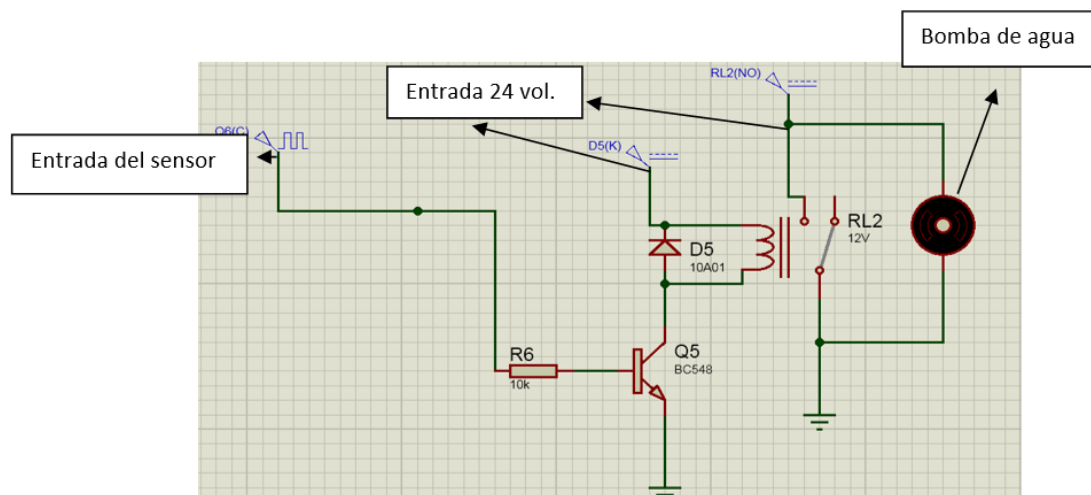 Bomba de agua
RL2(NO)
Entrada 24 vol.
Q6(C)
Entrada del sensor
D5(K)
RL2
12V
D5
10A01
R6
10k
Q5
BC548